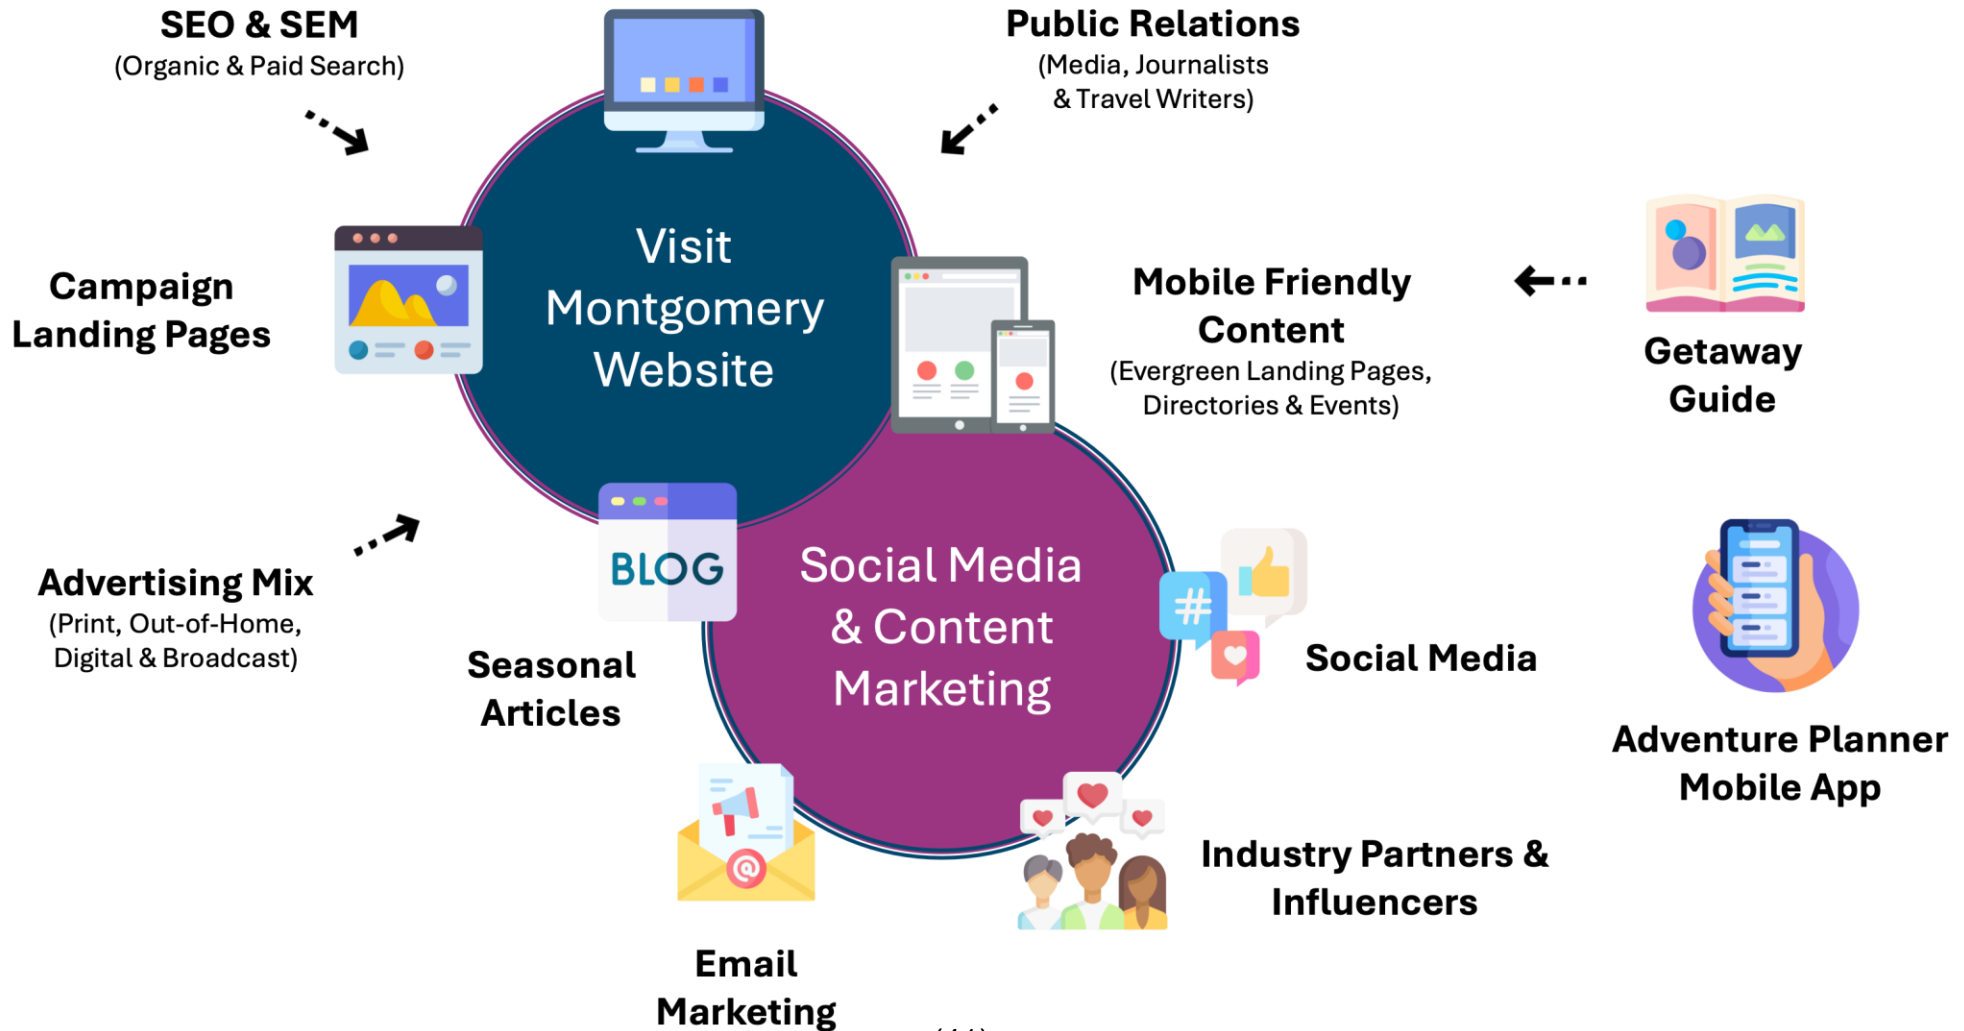 SEO & SEM
(Organic & Paid Search)
Public Relations
(Media, Journalists
& Travel Writers)
Visit
Montgomery
Website
Campaign
Landing Pages
Mobile Friendly
Content
(Evergreen Landing Pages,
Directories & Events)
Getaway
Guide
Advertising Mix
(Print, Out-of-Home,
Digital & Broadcast)
BLOG
Seasonal
Articles
Social Media
& Content
Marketing
#
Social Media
Adventure Planner
Mobile App
Industry Partners &
Influencers
@
Email
Marketing